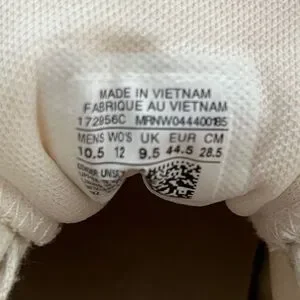 MADE IN VIETNAM
FABRIQUE AU VIETNAM
172956C MRNW04440085
MENS WO'S UK EUR CM
10.5 12 9.5 44.5 28.5